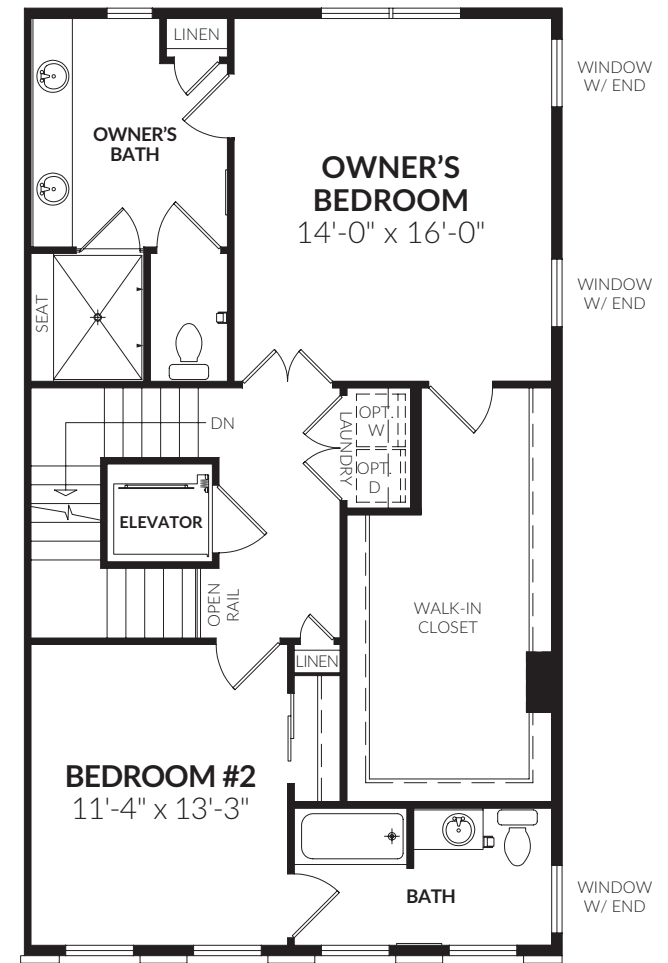 LINEN
WINDOW
W/ END
OWNER'S
BATH
OWNER'S
BEDROOM
14'-0" x 16'-0"
WINDOW
W/ END
SEAT
DN
OPT.
W
LAUNDRY
OPT.
D
ELEVATOR
OPEN
RAIL
WALK-IN
CLOSET
LINEN
BEDROOM #2
11'-4" x 13'-3"
BATH
WINDOW
W/ END